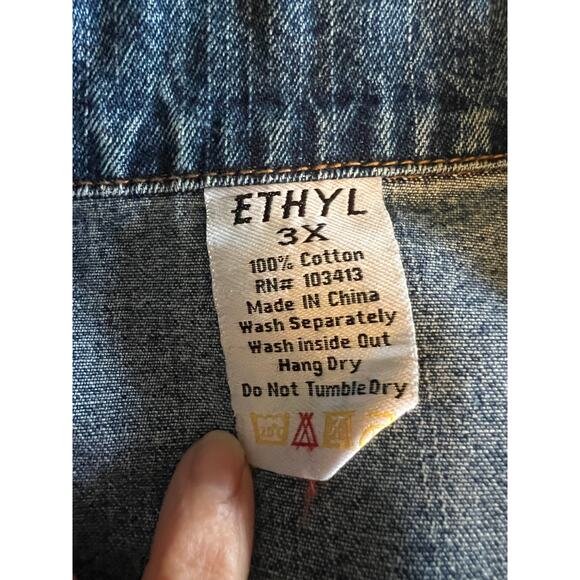 ETHYL
3X
100% Cotton
RN# 103413
Made IN China
Wash Separately
Wash inside Out
Hang Dry
Do Not Tumble Dry